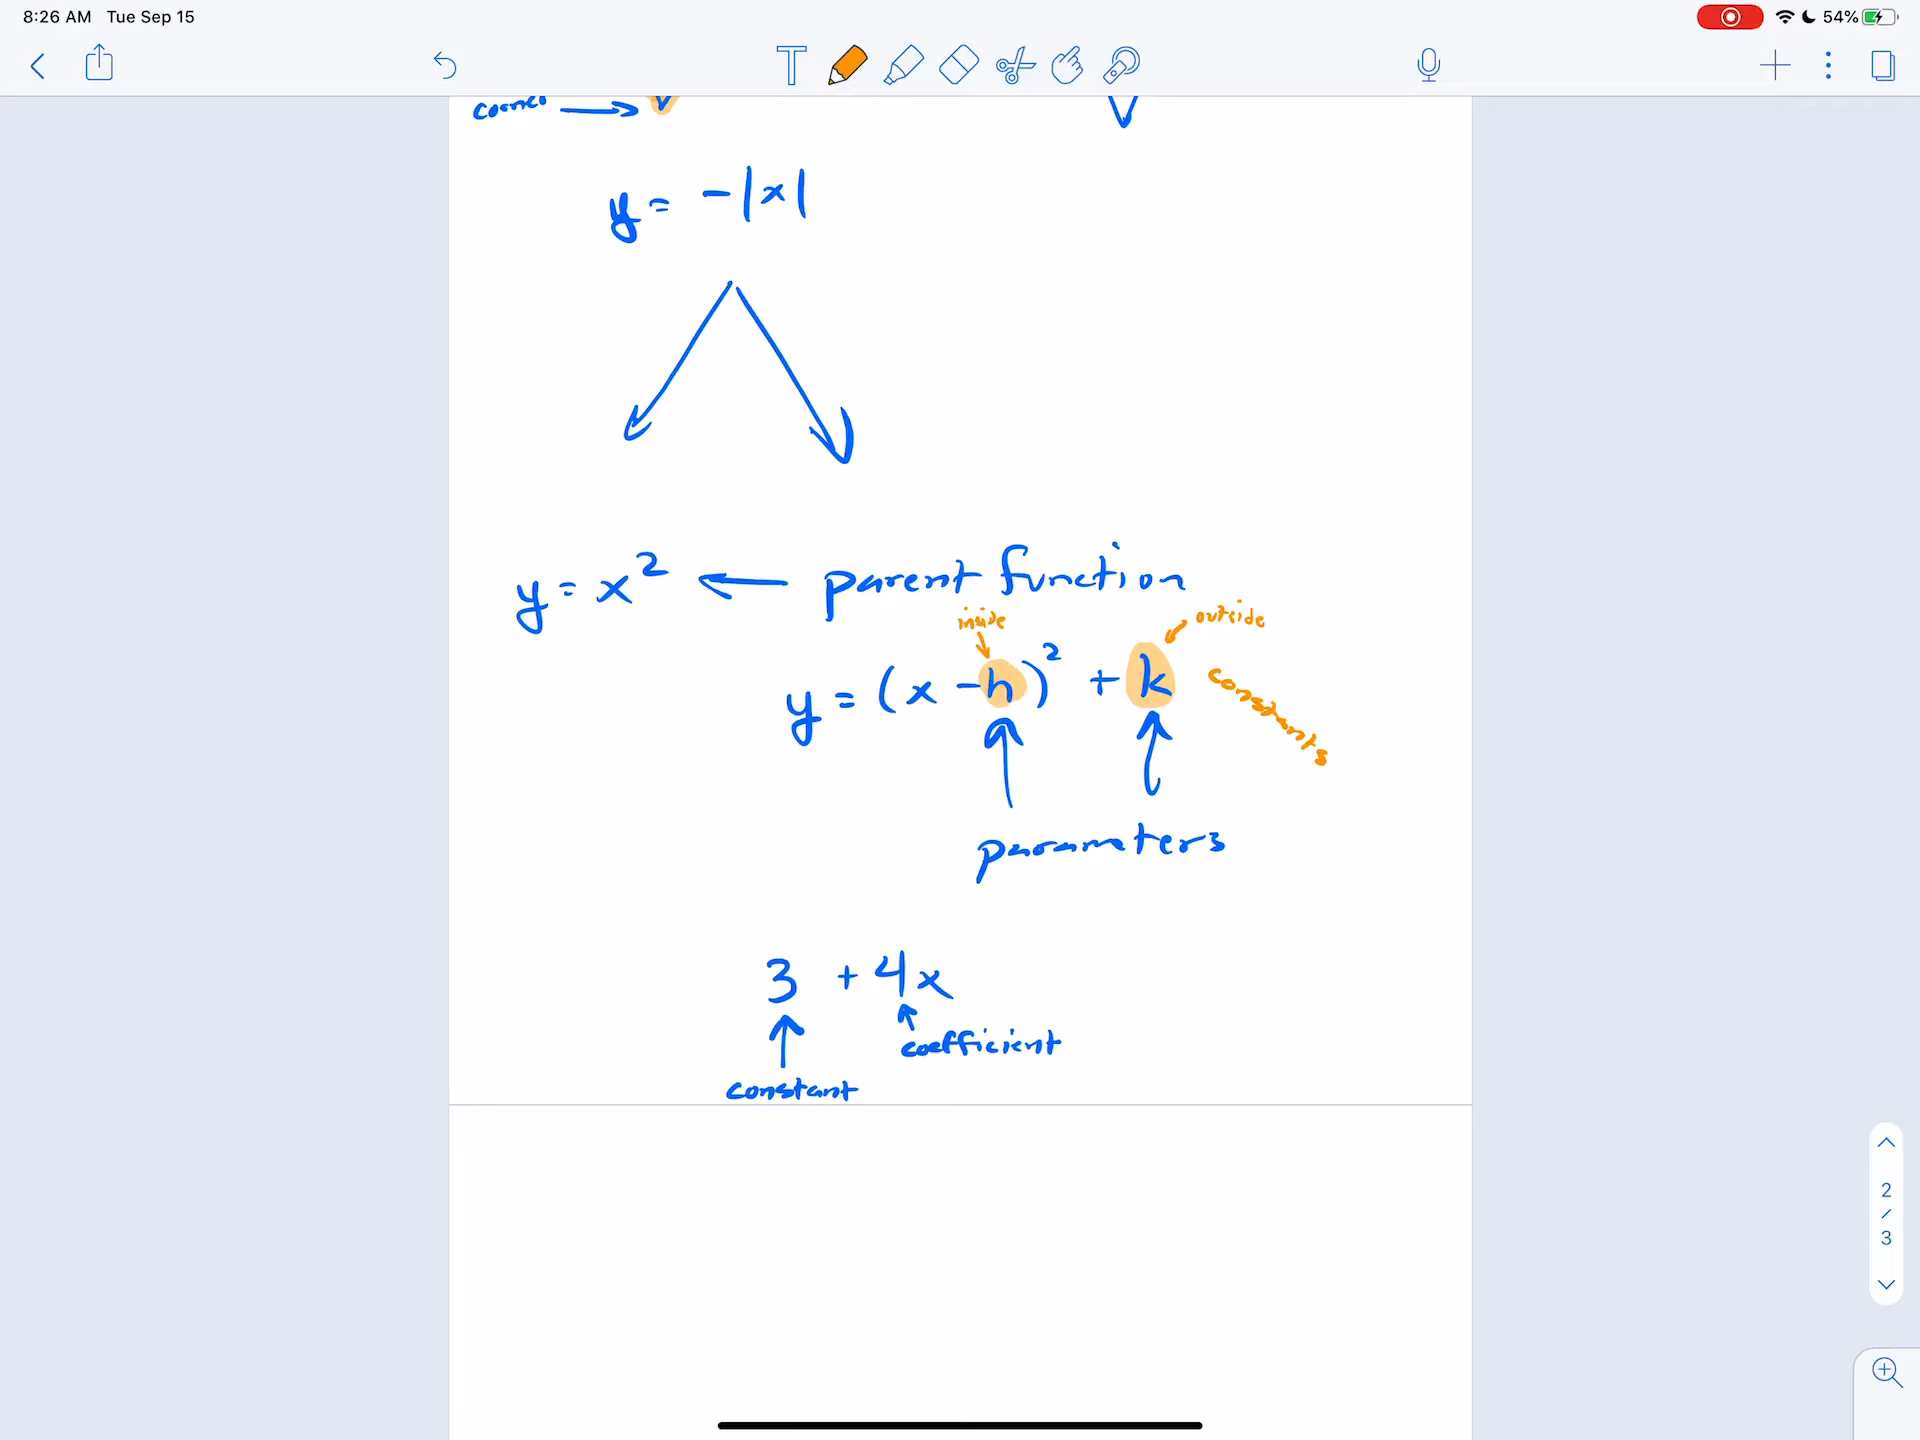 8:26 AM Tue Sep 15
54%
T
corner
y = -|x|
y = x² ← parent function
inside
outside
y = (x - h)² + k
constants
parameters
3 + 4x
coefficient
constant
2
/
3